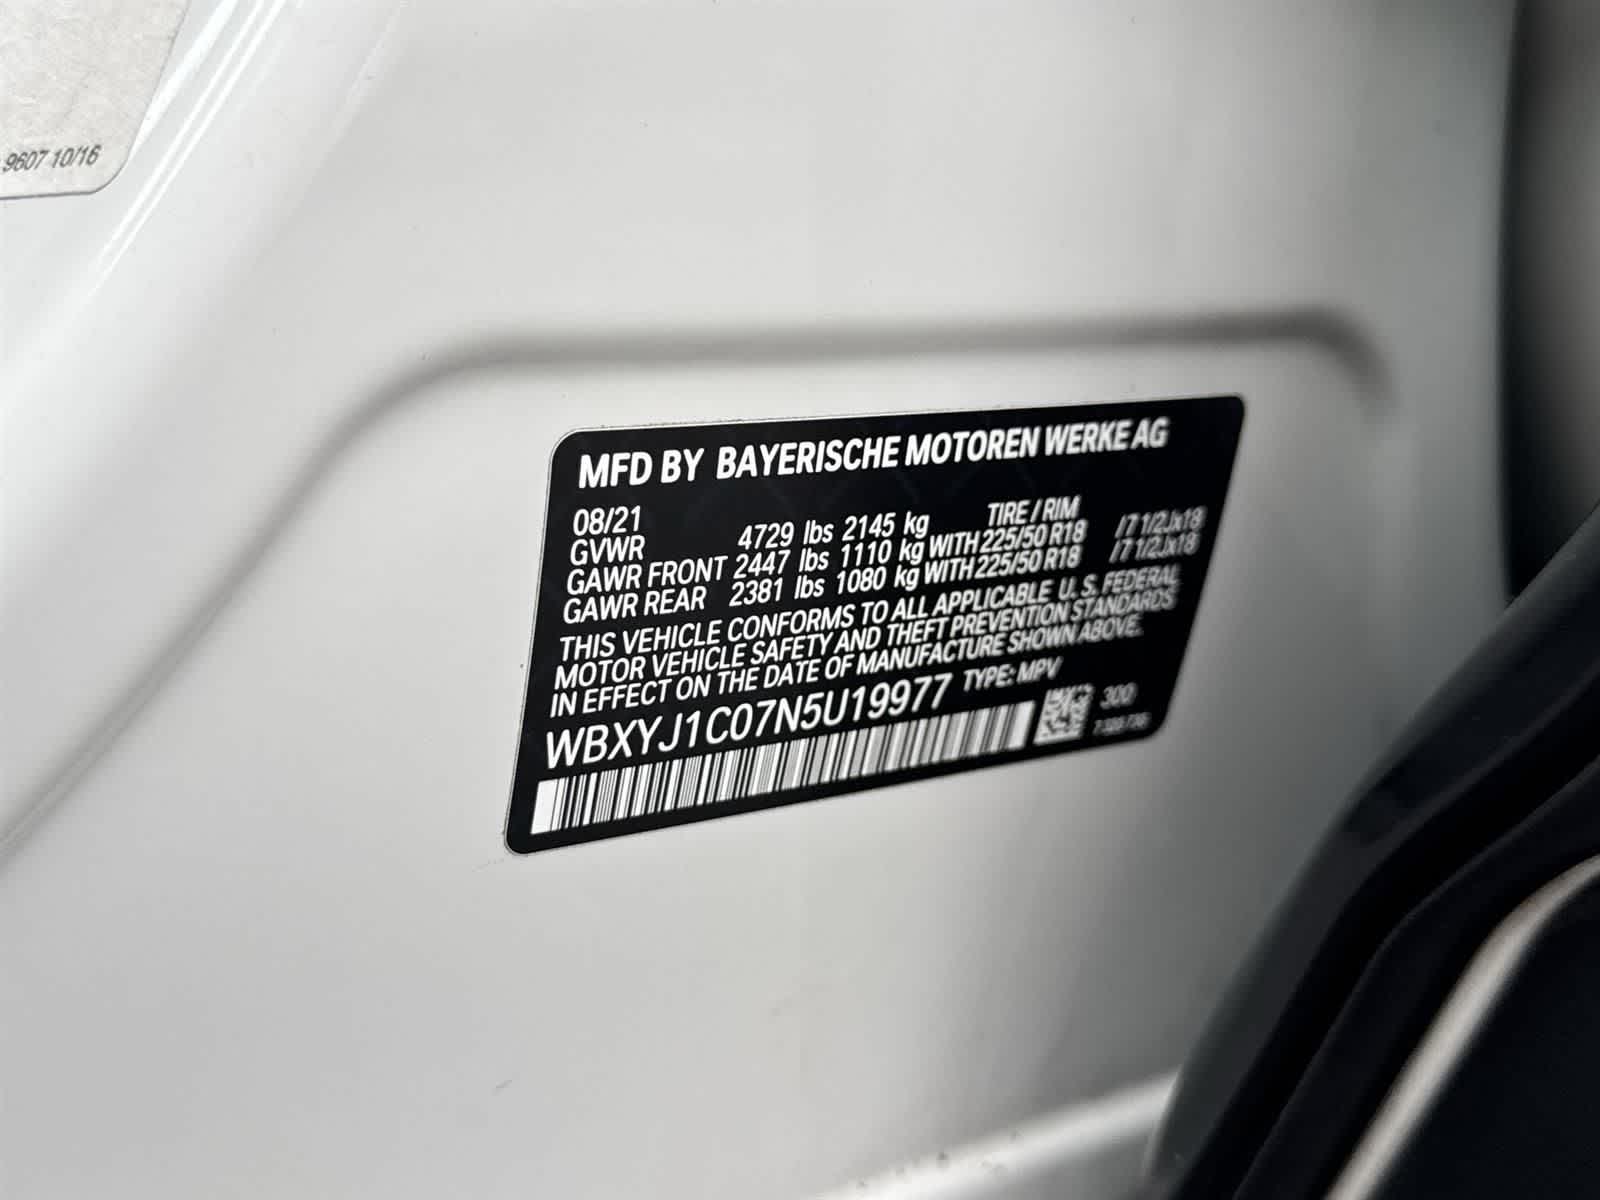 9607 10/16
MFD BY BAYERISCHE MOTOREN WERKE AG
08/21 TIRE / RIM
GVWR 4729 lbs 2145 kg
GAWR FRONT 2447 lbs 1110 kg WITH 225/50 R18 /7 1/2Jx18
GAWR REAR 2381 lbs 1080 kg WITH 225/50 R18 /7 1/2Jx18
THIS VEHICLE CONFORMS TO ALL APPLICABLE U. S. FEDERAL
MOTOR VEHICLE SAFETY AND THEFT PREVENTION STANDARDS
IN EFFECT ON THE DATE OF MANUFACTURE SHOWN ABOVE.
WBXYJ1C07N5U19977 TYPE: MPV
300